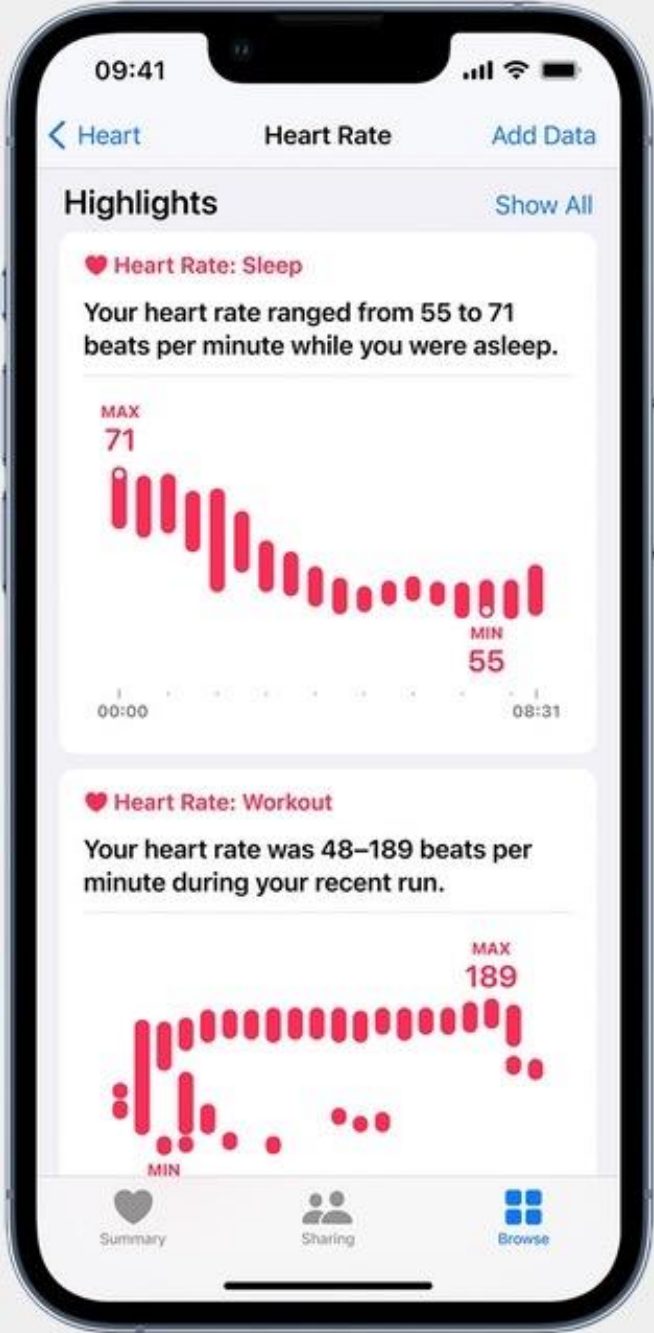 09:41
Heart
Heart Rate
Add Data
Highlights
Show All
Heart Rate: Sleep
Your heart rate ranged from 55 to 71
beats per minute while you were asleep.
MAX
71
MIN
55
00:00
08:31
Heart Rate: Workout
Your heart rate was 48–189 beats per
minute during your recent run.
MAX
189
MIN
Summary
Sharing
Browse